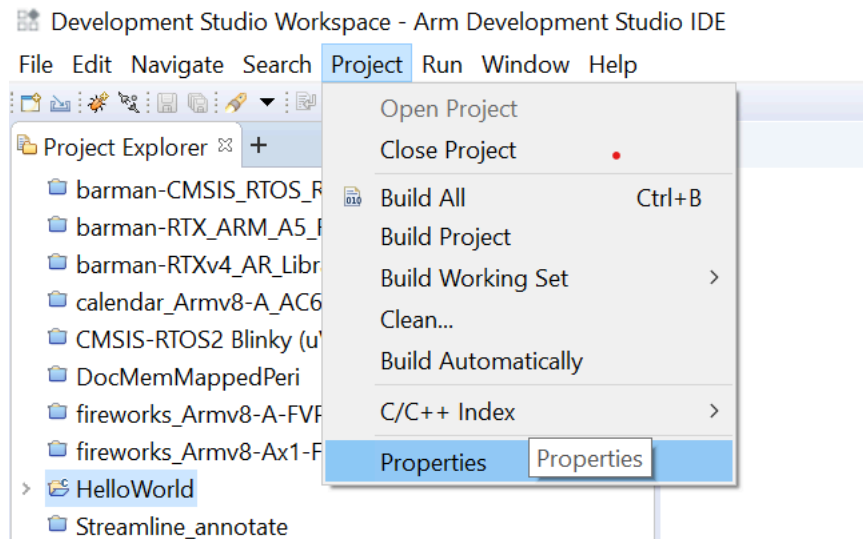 Development Studio Workspace - Arm Development Studio IDE
File Edit Navigate Search Project Run Window Help
Project Explorer
Open Project
Close Project
Build All Ctrl+B
Build Project
Build Working Set
Clean...
Build Automatically
C/C++ Index
Properties Properties
barman-CMSIS_RTOS_R
barman-RTX_ARM_A5_
barman-RTXv4_AR_Libr
calendar_Armv8-A_AC6
CMSIS-RTOS2 Blinky (u
DocMemMappedPeri
fireworks_Armv8-A-FVP
fireworks_Armv8-Ax1-F
HelloWorld
Streamline_annotate